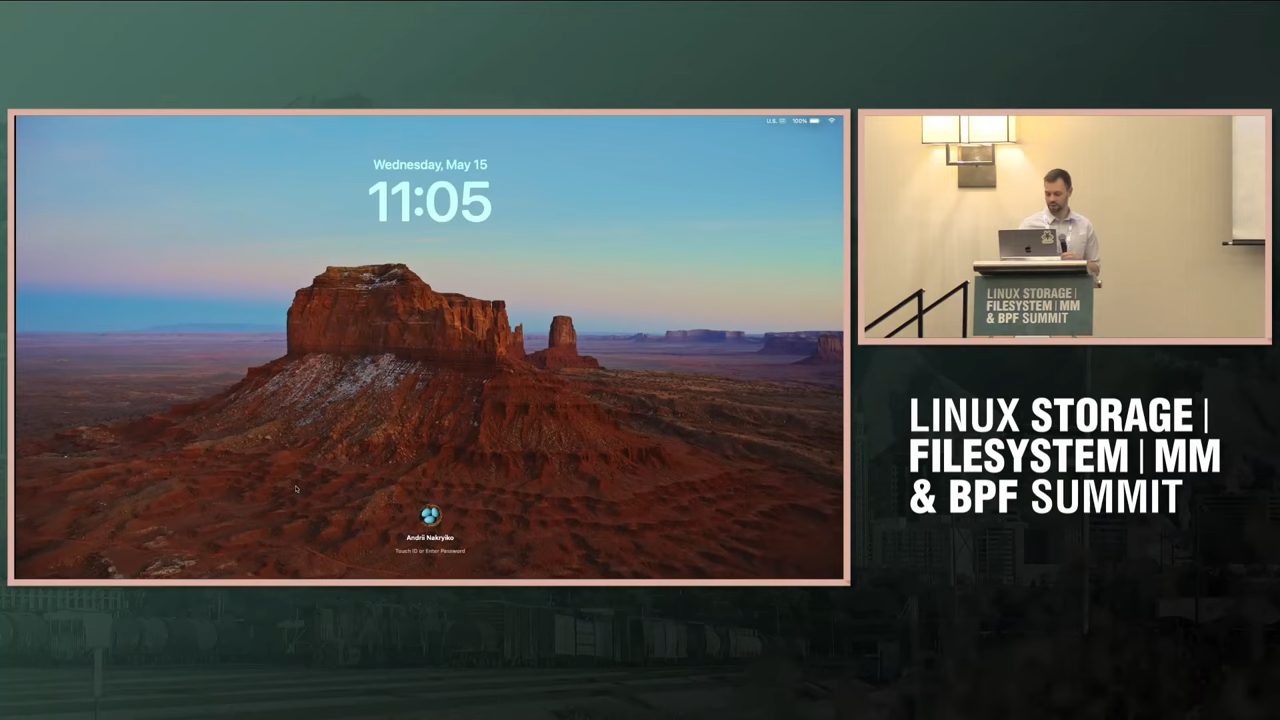 U.S. 100%
Wednesday, May 15
11:05
Andrii Nakryiko
Touch ID or Enter Password
LINUX STORAGE |
FILESYSTEM | MM
& BPF SUMMIT
LINUX STORAGE |
FILESYSTEM | MM
& BPF SUMMIT